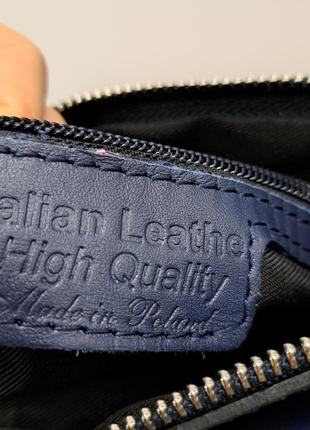 alian Leathe
High Quality
Made in Poland